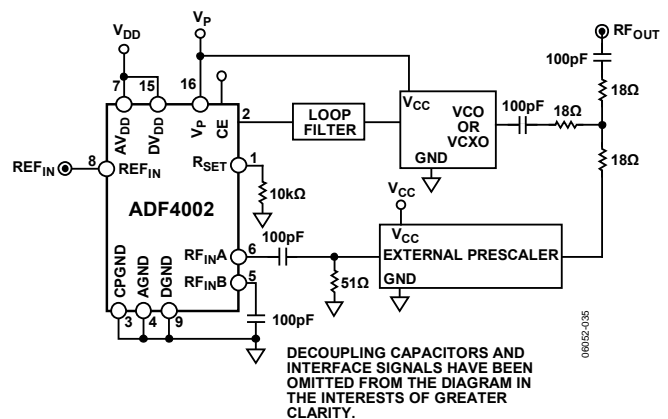 VDD
VP
RFOUT
100pF
18Ω
7
15
16
AVDD
DVDD
VP
CE
2
LOOP
FILTER
VCC
VCO
OR
VCXO
GND
100pF
18Ω
18Ω
REFIN
8
REFIN
RSET
1
10kΩ
ADF4002
VCC
VCC
EXTERNAL PRESCALER
GND
100pF
RFINA
6
51Ω
RFINB
5
100pF
CPGND
AGND
DGND
3
4
9
DECOUPLING CAPACITORS AND
INTERFACE SIGNALS HAVE BEEN
OMITTED FROM THE DIAGRAM IN
THE INTERESTS OF GREATER
CLARITY.
06052-035